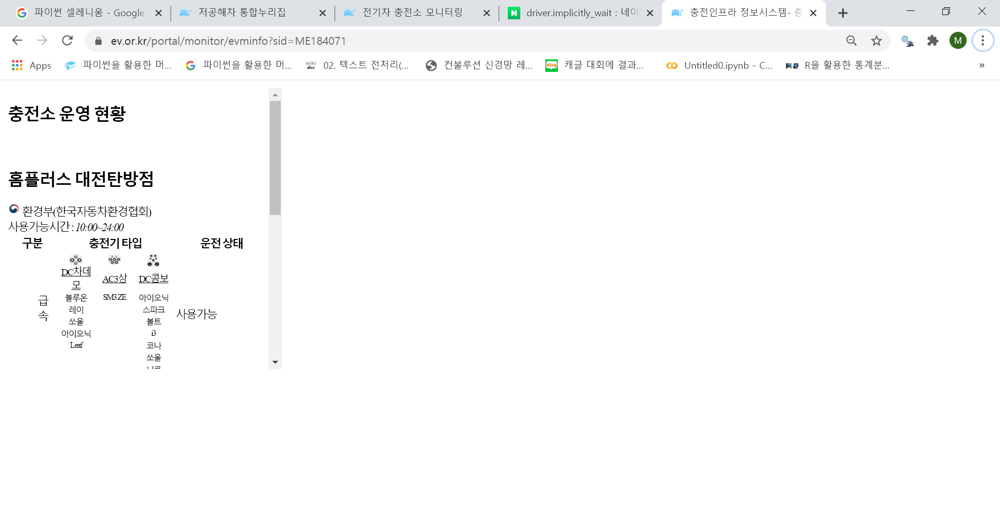 파이썬 셀레니움 - Google
저공해차 통합누리집
전기차 충전소 모니터링
driver.implicitly_wait : 네이
충전인프라 정보시스템- 충
ev.or.kr/portal/monitor/evminfo?sid=ME184071
M
Apps
파이썬을 활용한 머...
파이썬을 활용한 머...
wiki docs
02. 텍스트 전처리(...
컨볼루션 신경망 레...
blog
캐글 대회에 결과...
Untitled0.ipynb - C...
R을 활용한 통계분...
»
충전소 운영 현황
홈플러스 대전탄방점
환경부(한국자동차환경협회)
사용가능시간 : 10:00~24:00
구분 충전기 타입 운전 상태
급
속
DC차데
모
블루온
레이
쏘울
아이오닉
Leaf
AC3상
SM3 ZE
DC콤보
아이오닉
스파크
볼트
i3
코나
쏘울
사용가능